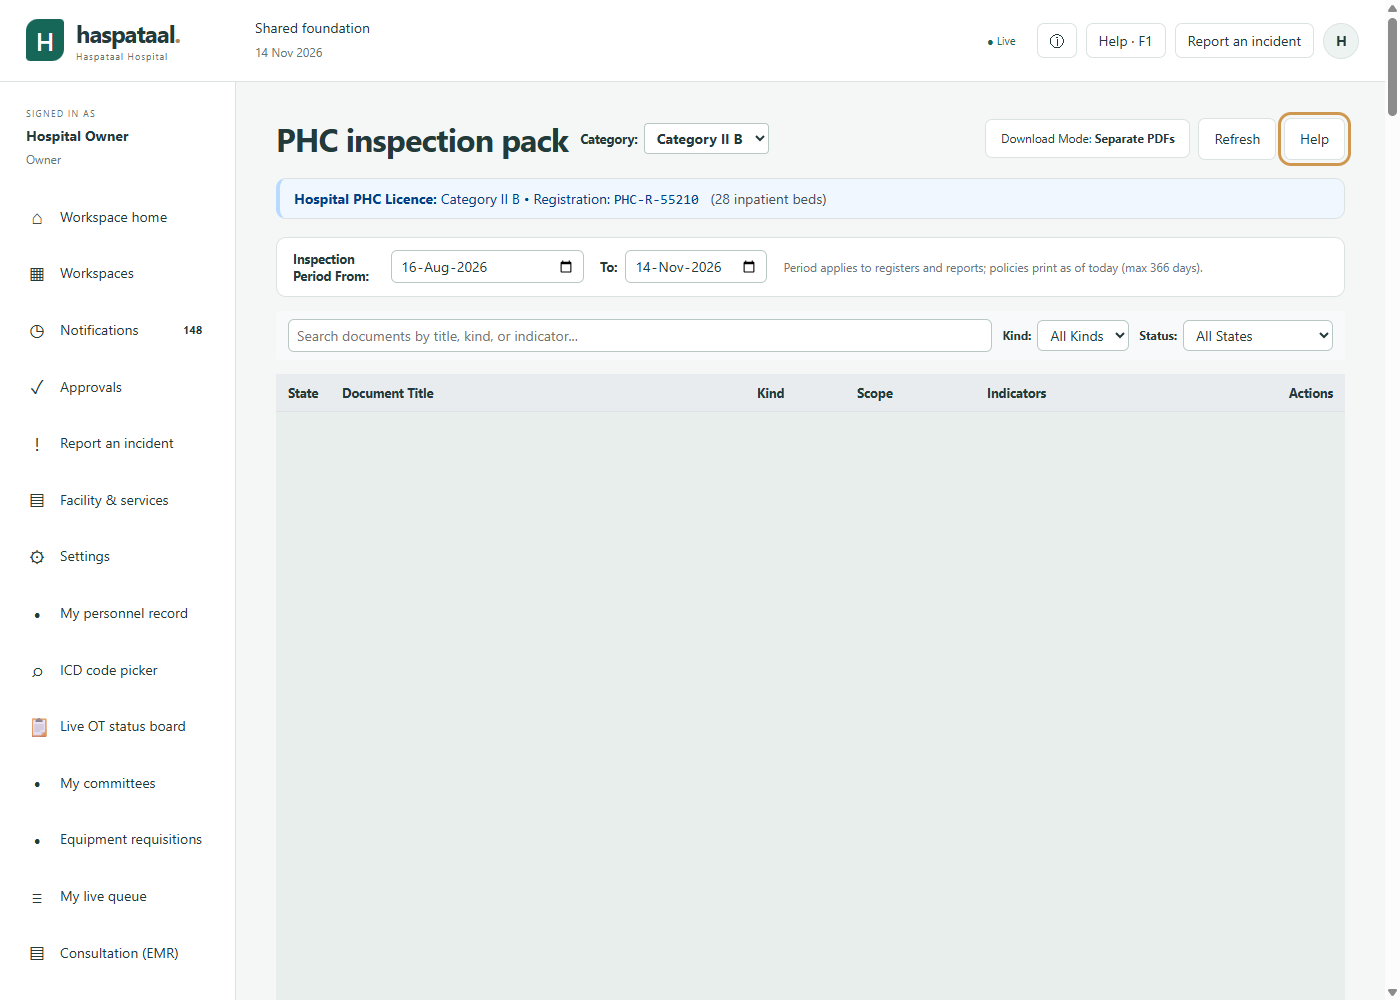 H
haspataal.
Haspataal Hospital
Shared foundation
14 Nov 2026
● Live
ⓘ
Help · F1
Report an incident
H
SIGNED IN AS
Hospital Owner
Owner
Workspace home
Workspaces
Notifications 148
Approvals
Report an incident
Facility & services
Settings
My personnel record
ICD code picker
Live OT status board
My committees
Equipment requisitions
My live queue
Consultation (EMR)
PHC inspection pack Category: Category II B
Download Mode: Separate PDFs
Refresh
Help
Hospital PHC Licence: Category II B • Registration: PHC-R-55210 (28 inpatient beds)
Inspection
Period From: 16-Aug-2026 To: 14-Nov-2026 Period applies to registers and reports; policies print as of today (max 366 days).
Search documents by title, kind, or indicator... Kind: All Kinds Status: All States
State Document Title Kind Scope Indicators Actions